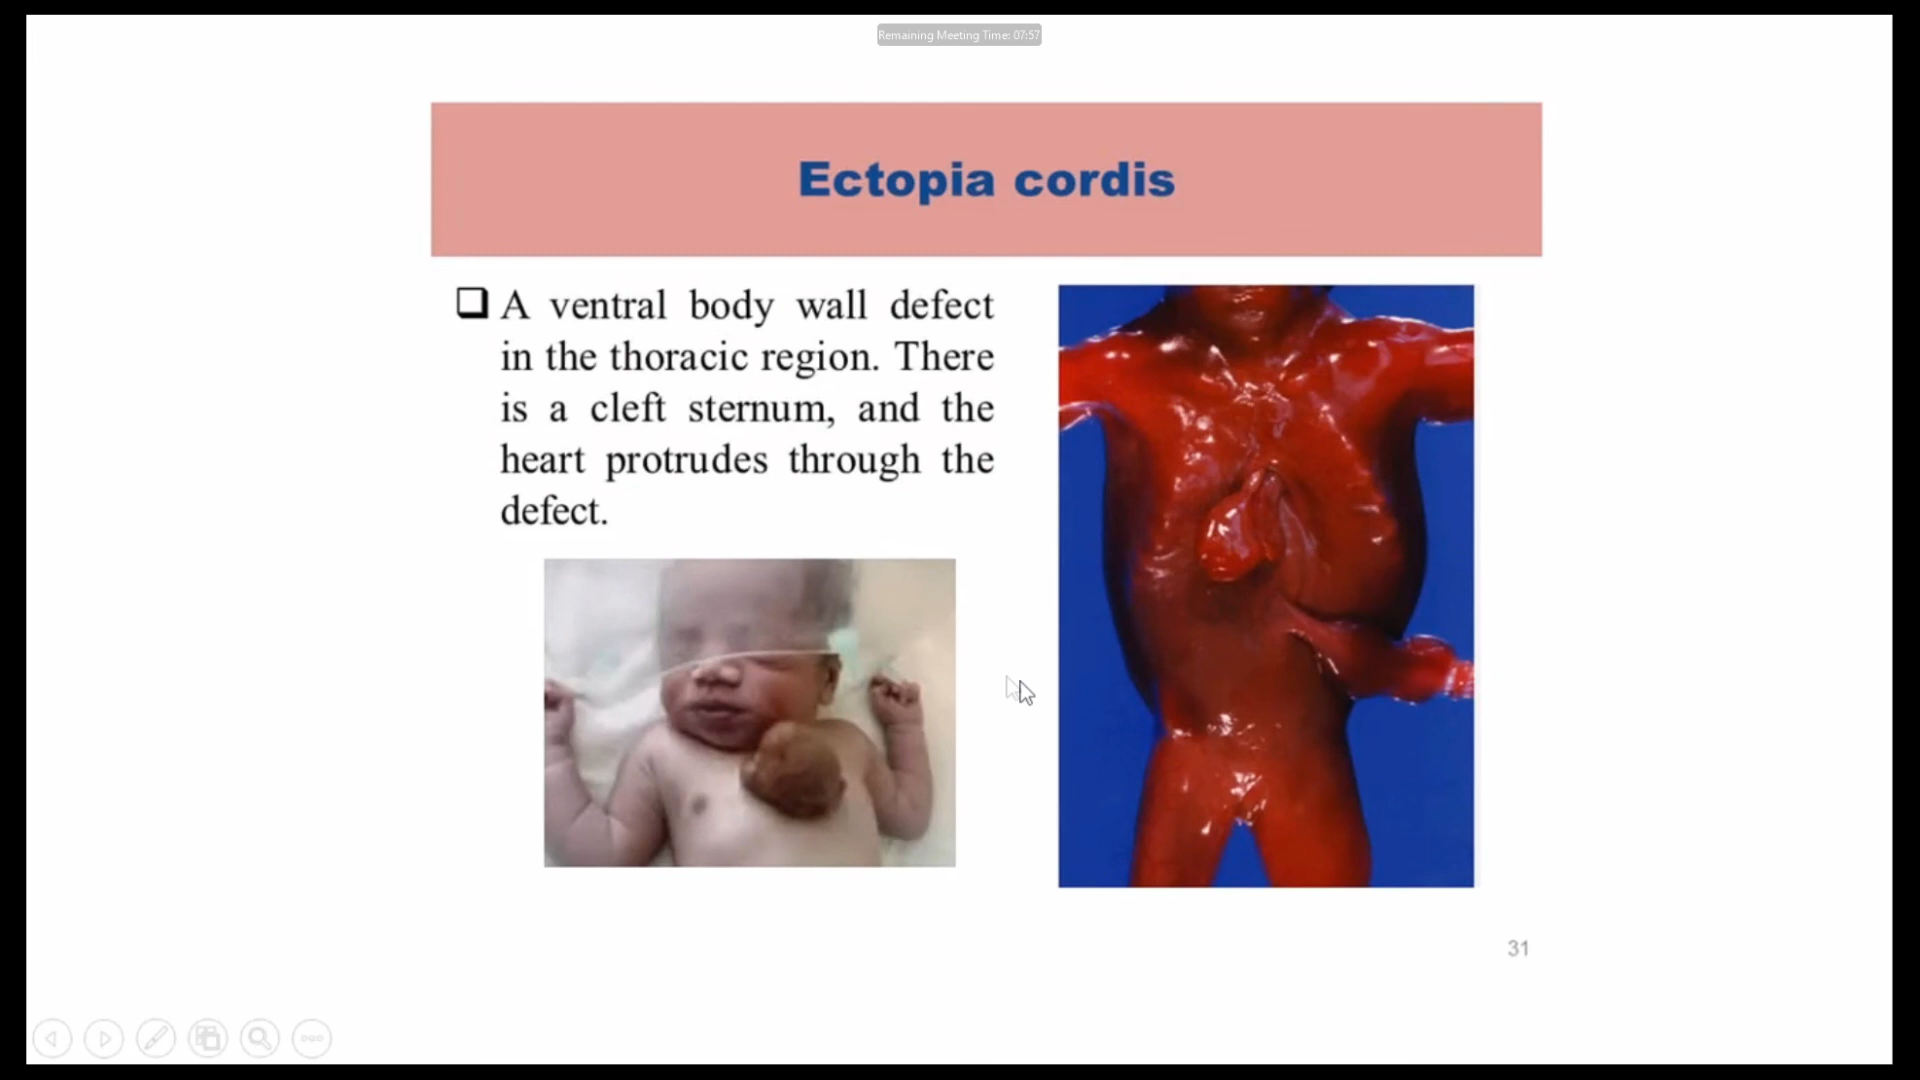 Remaining Meeting Time: 07:57
Ectopia cordis
A ventral body wall defect
in the thoracic region. There
is a cleft sternum, and the
heart protrudes through the
defect.
31